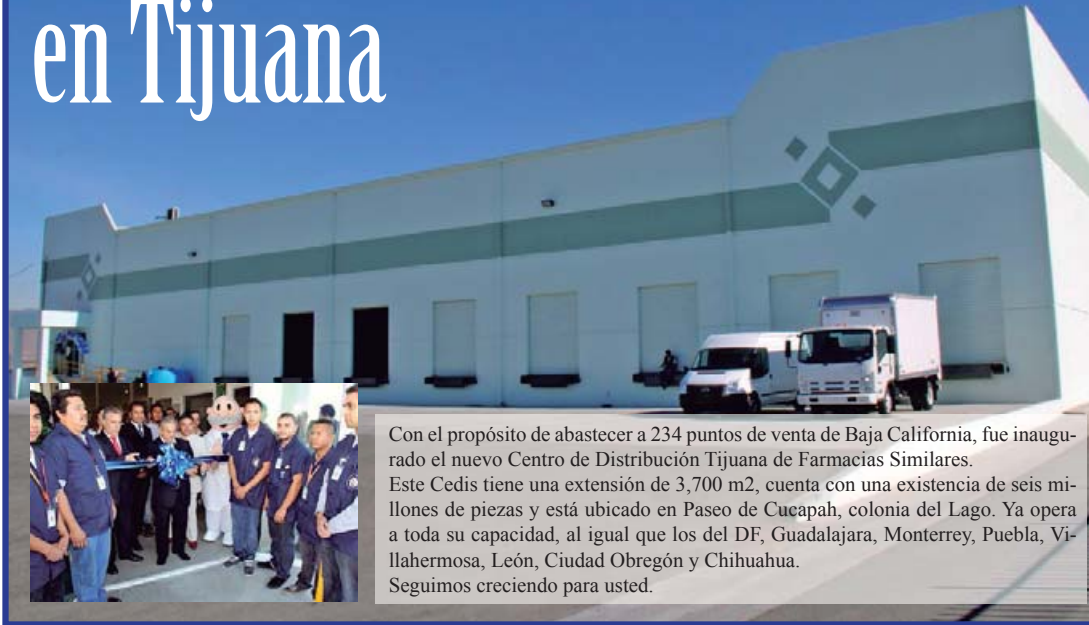 en Tijuana
Con el propósito de abastecer a 234 puntos de venta de Baja California, fue inaugu-
rado el nuevo Centro de Distribución Tijuana de Farmacias Similares.
Este Cedis tiene una extensión de 3,700 m2, cuenta con una existencia de seis mi-
llones de piezas y está ubicado en Paseo de Cucapah, colonia del Lago. Ya opera
a toda su capacidad, al igual que los del DF, Guadalajara, Monterrey, Puebla, Vi-
llahermosa, León, Ciudad Obregón y Chihuahua.
Seguimos creciendo para usted.